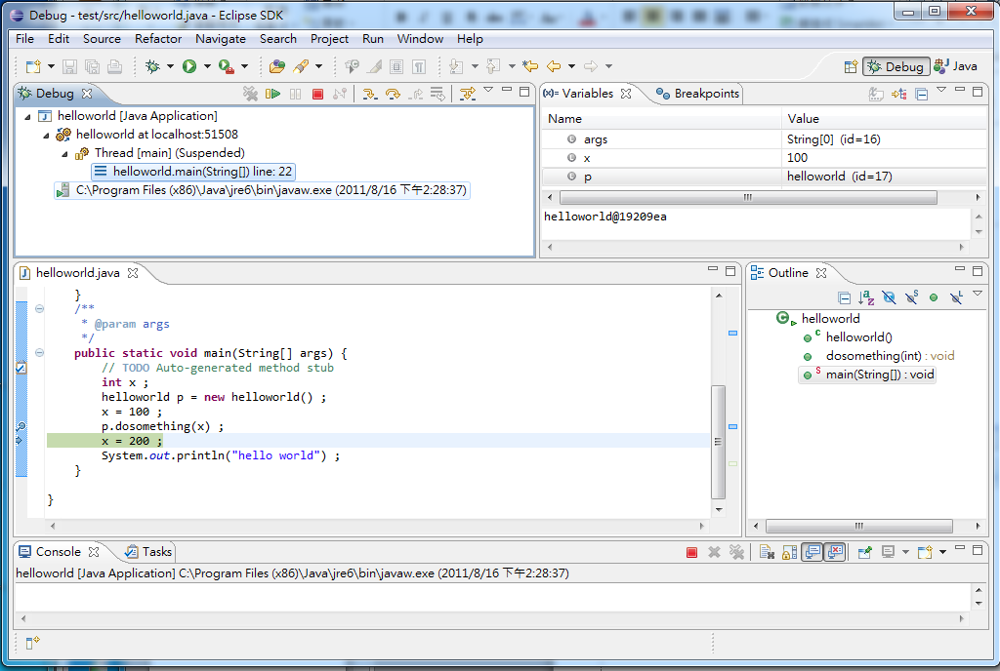 Debug - test/src/helloworld.java - Eclipse SDK
File Edit Source Refactor Navigate Search Project Run Window Help
Debug Java
Debug
helloworld [Java Application]
helloworld at localhost:51508
Thread [main] (Suspended)
helloworld.main(String[]) line: 22
C:\Program Files (x86)\Java\jre6\bin\javaw.exe (2011/8/16 下午2:28:37)
(x)= Variables Breakpoints
Name Value
args String[0] (id=16)
x 100
p helloworld (id=17)
helloworld@19209ea
helloworld.java
}
/**
* @param args
*/
public static void main(String[] args) {
// TODO Auto-generated method stub
int x ;
helloworld p = new helloworld() ;
x = 100 ;
p.dosomething(x) ;
x = 200 ;
System.out.println("hello world") ;
}
}
Outline
helloworld
helloworld()
dosomething(int) : void
main(String[]) : void
Console Tasks
helloworld [Java Application] C:\Program Files (x86)\Java\jre6\bin\javaw.exe (2011/8/16 下午2:28:37)